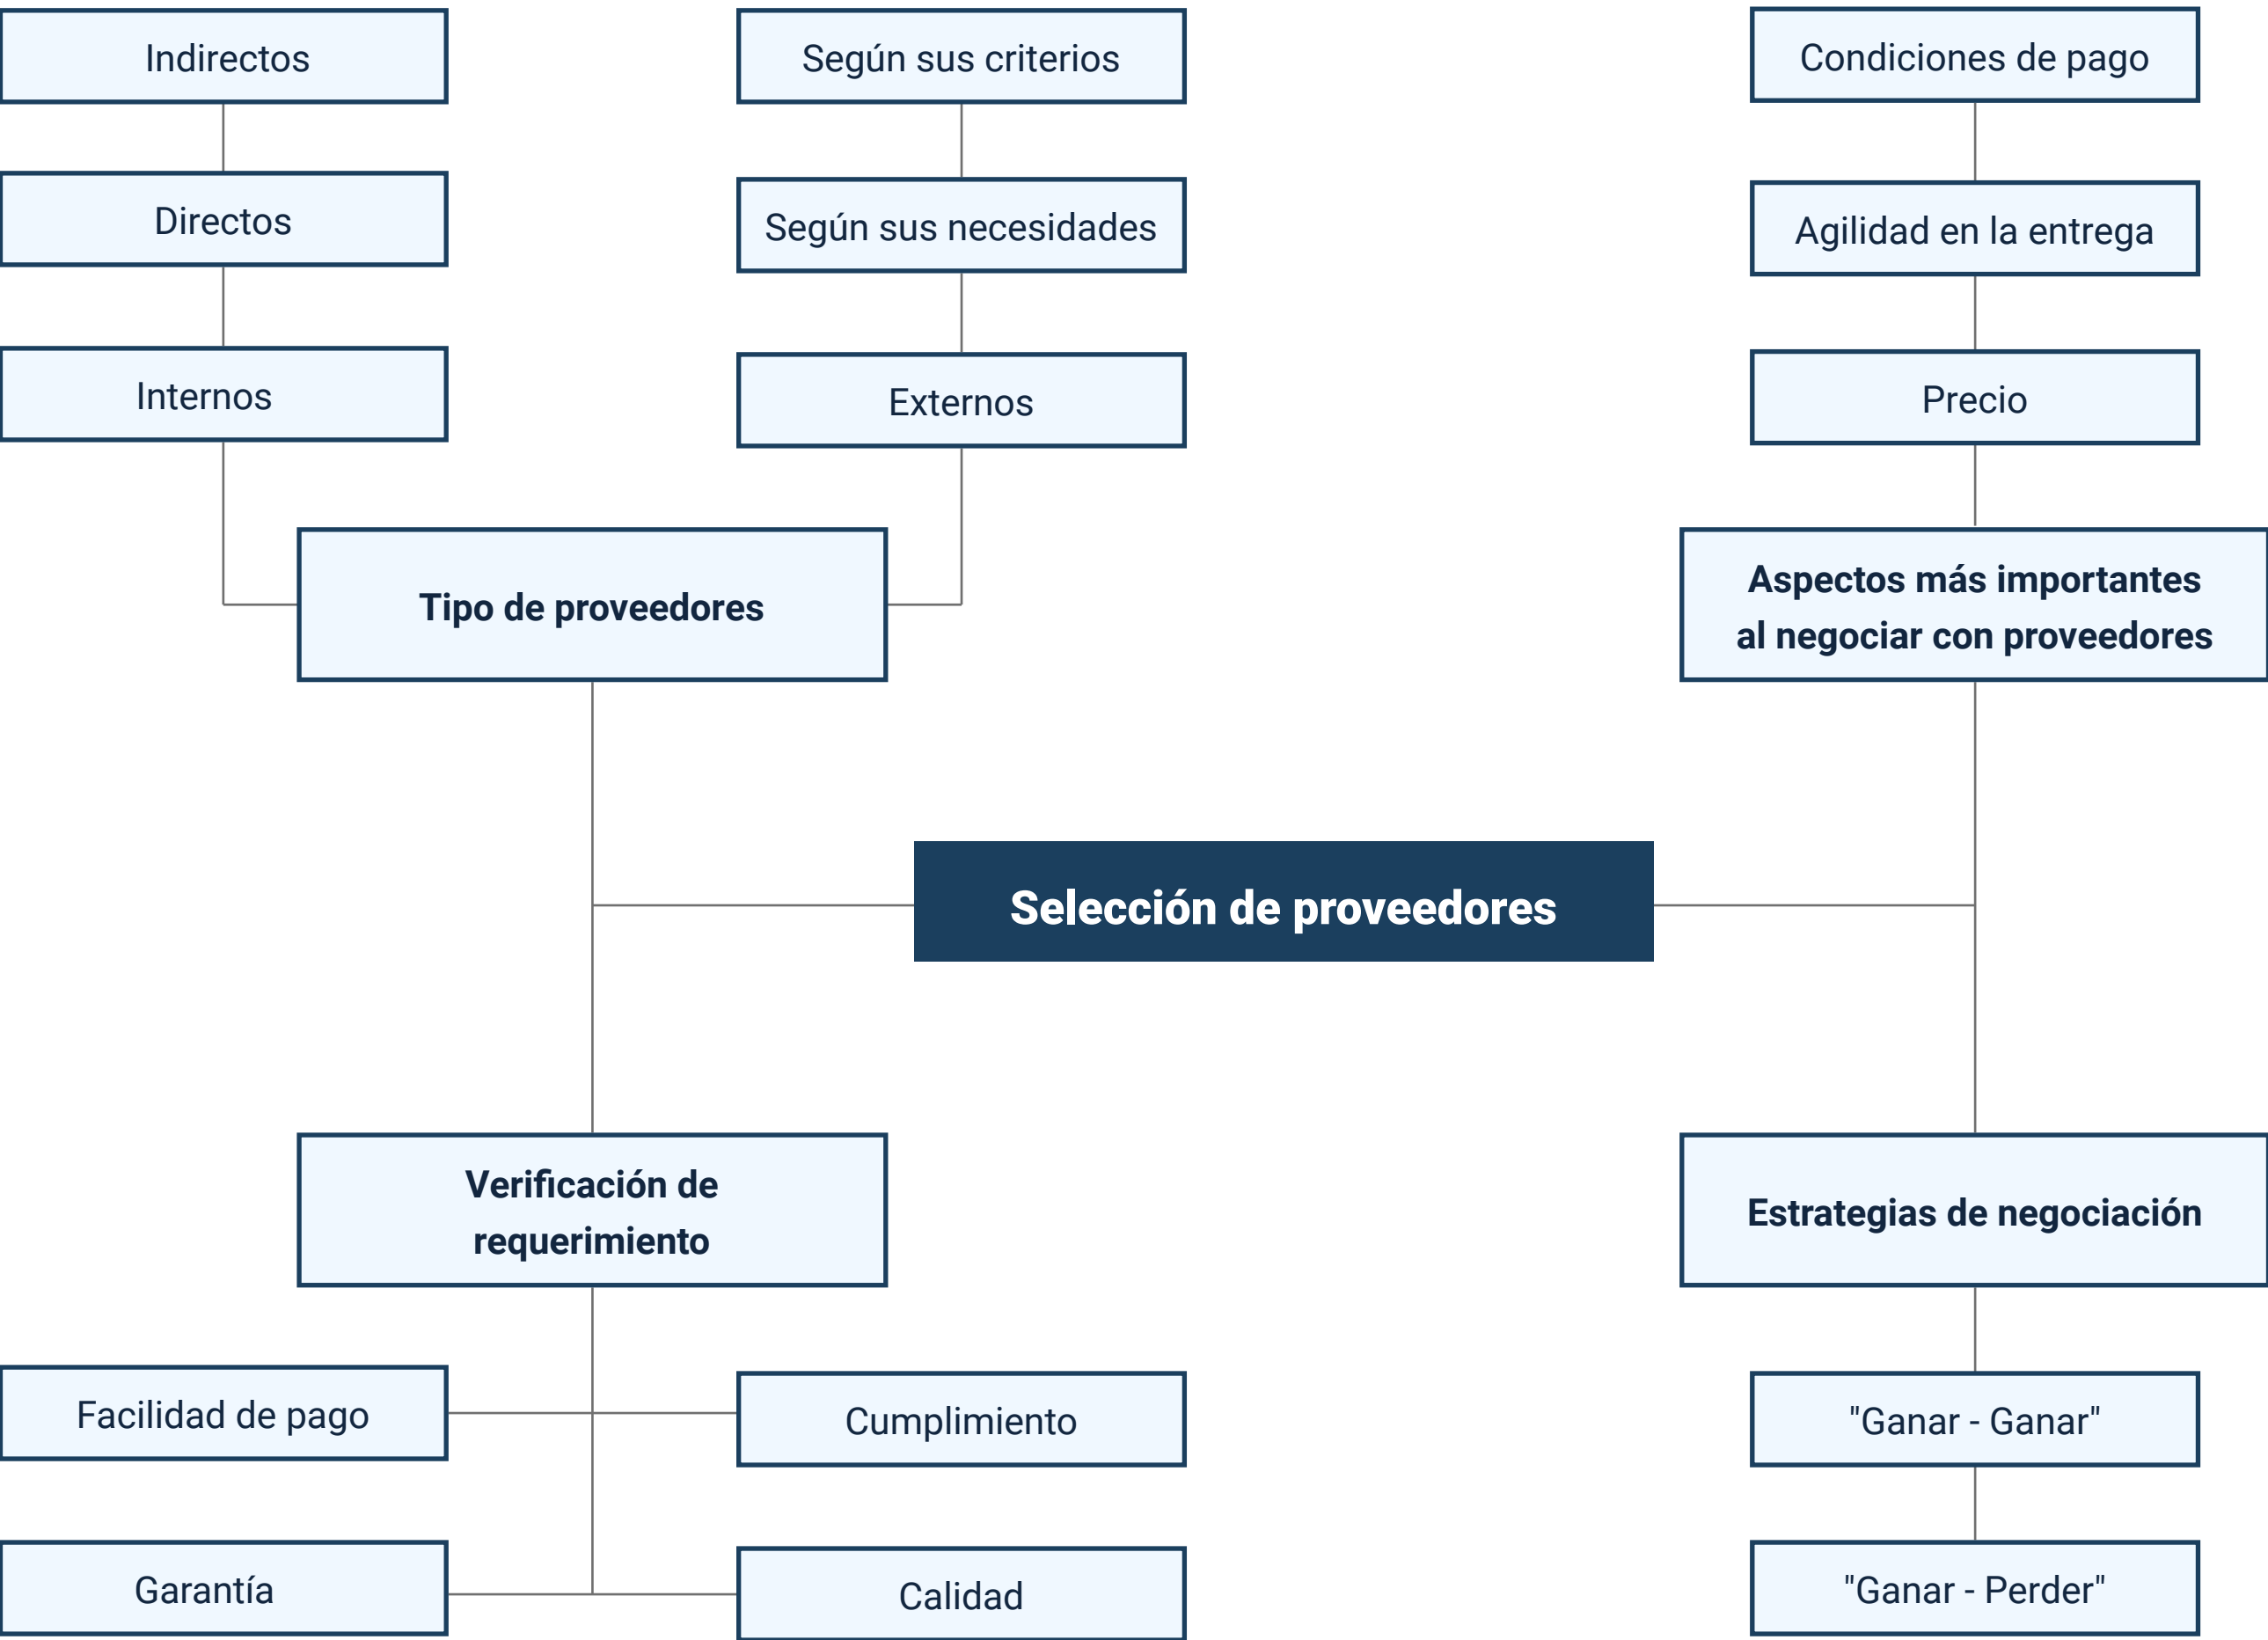 Indirectos
Según sus criterios
Condiciones de pago
Directos
Según sus necesidades
Agilidad en la entrega
Internos
Externos
Precio
Tipo de proveedores
Aspectos más importantes
al negociar con proveedores
Selección de proveedores
Verificación de
requerimiento
Estrategias de negociación
Facilidad de pago
Cumplimiento
"Ganar - Ganar"
Garantía
Calidad
"Ganar - Perder"